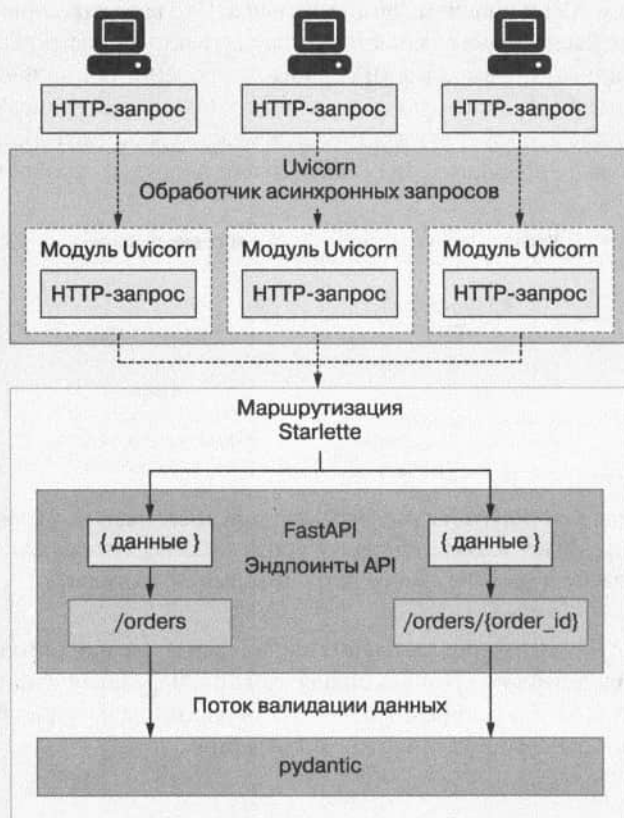 HTTP-запрос
HTTP-запрос
HTTP-запрос
Uvicorn
Обработчик асинхронных запросов
Модуль Uvicorn
Модуль Uvicorn
Модуль Uvicorn
HTTP-запрос
HTTP-запрос
HTTP-запрос
Маршрутизация
Starlette
{ данные }
FastAPI
{ данные }
Эндпоинты API
/orders
/orders/{order_id}
Поток валидации данных
pydantic